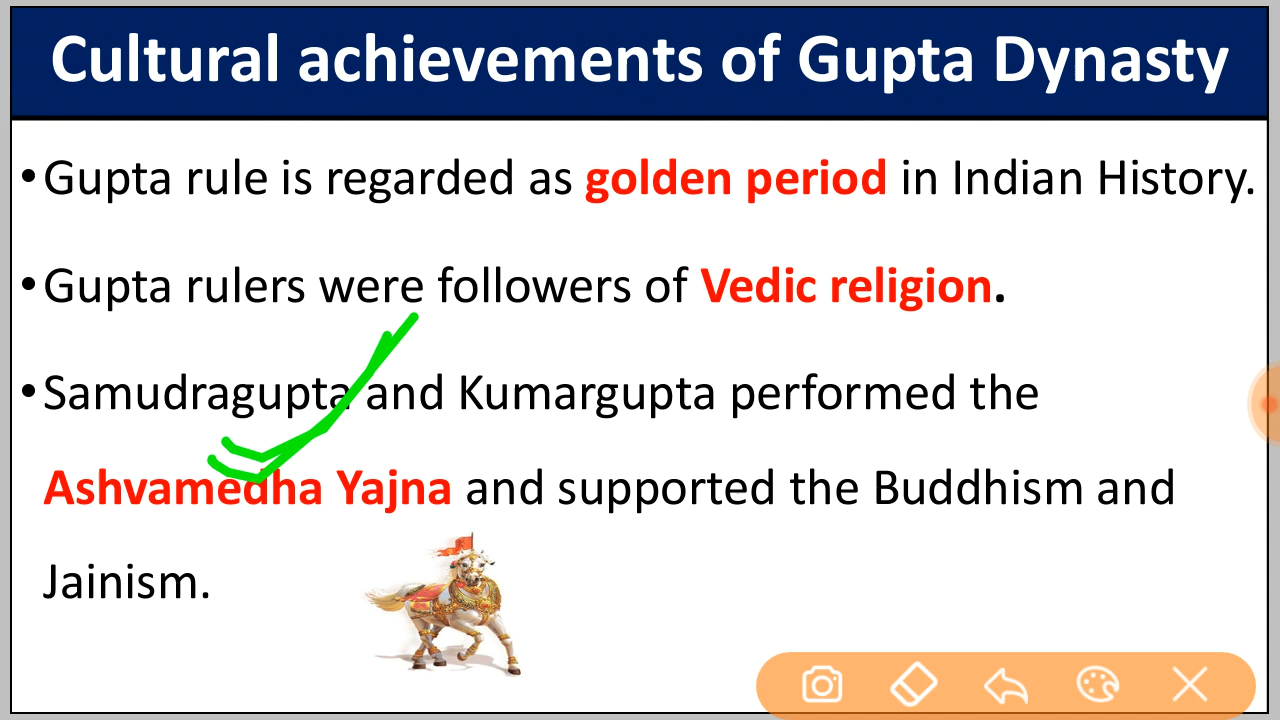 Cultural achievements of Gupta Dynasty
•Gupta rule is regarded as golden period in Indian History.
•Gupta rulers were followers of Vedic religion.
•Samudragupta and Kumargupta performed the
Ashvamedha Yajna and supported the Buddhism and
Jainism.